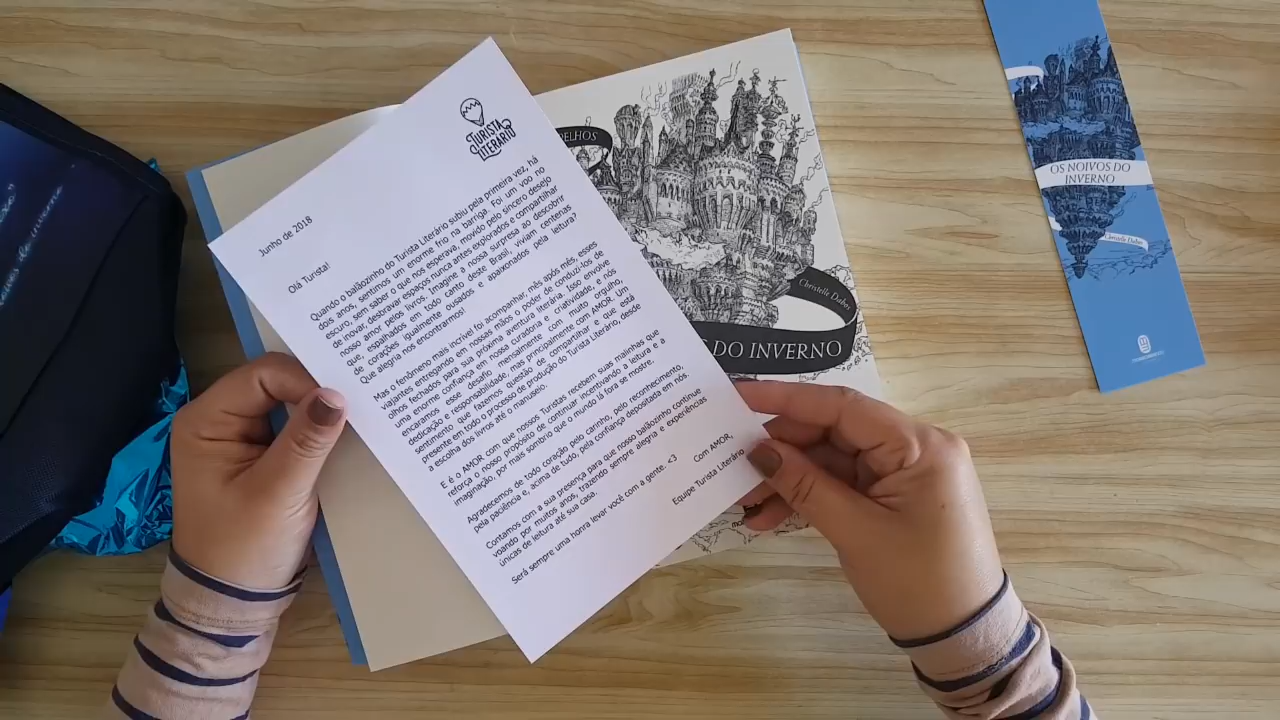 TURISTA
LITERÁRIO
Junho de 2018
Olá Turista!
Quando o balãozinho do Turista Literário subiu pela primeira vez, há
dois anos, sentimos um enorme frio na barriga. Foi um voo no
escuro, sem saber o que nos esperava, movido pelo sincero desejo
de inovar, desbravar espaços nunca antes explorados e compartilhar
nosso amor pelos livros. Imagine a nossa surpresa ao descobrir
que, espalhados em todo canto deste Brasil, viviam centenas
de corações igualmente ousados e apaixonados pela leitura?
Que alegria nos encontrarmos!
Mas o fenômeno mais incrível foi acompanhar, mês após mês, esses
viajantes entregando em nossas mãos o poder de conduzi-los de
olhos fechados para sua próxima aventura literária. Isso envolve
uma enorme confiança em nossa curadoria e criatividade, e nós
encaramos esse desafio mensalmente com muito orgulho,
dedicação e responsabilidade, mas principalmente com AMOR. Um
sentimento que fazemos questão de compartilhar e que está
presente em todo o processo de produção do Turista Literário, desde
a escolha dos livros até o manuseio.
E é o AMOR com que nossos Turistas recebem suas malinhas que
reforça o nosso propósito de continuar incentivando a leitura e a
imaginação, por mais sombrio que o mundo lá fora se mostre.
Agradecemos de todo coração pelo carinho, pelo reconhecimento,
pela paciência e, acima de tudo, pela confiança depositada em nós.
Contamos com a sua presença para que nosso balãozinho continue
voando por muitos anos, trazendo sempre alegria e experiências
únicas de leitura até sua casa.
Será sempre uma honra levar você com a gente. <3
Com AMOR,
Equipe Turista Literário
PELHOS
Christelle Dabos
S DO INVERNO
OS NOIVOS DO
INVERNO
Christelle Dabos